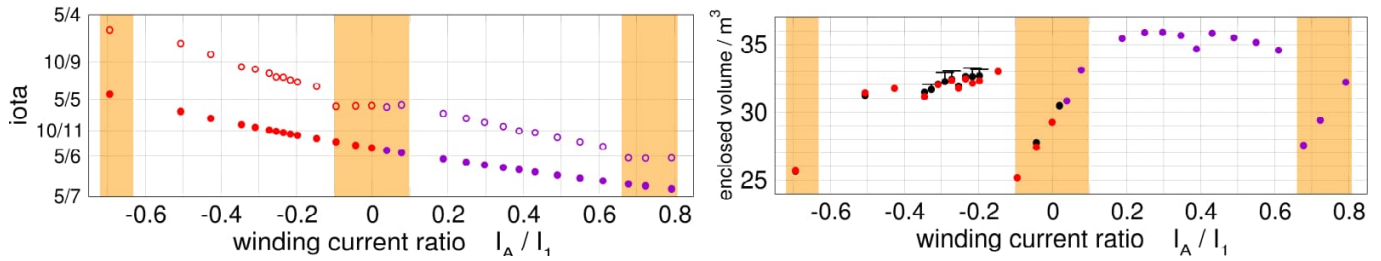 iota
5/4
10/9
5/5
10/11
5/6
5/7
-0.6 -0.4 -0.2 0 0.2 0.4 0.6 0.8
winding current ratio I_A / I_1
enclosed volume / m³
35
30
25
-0.6 -0.4 -0.2 0 0.2 0.4 0.6 0.8
winding current ratio I_A / I_1